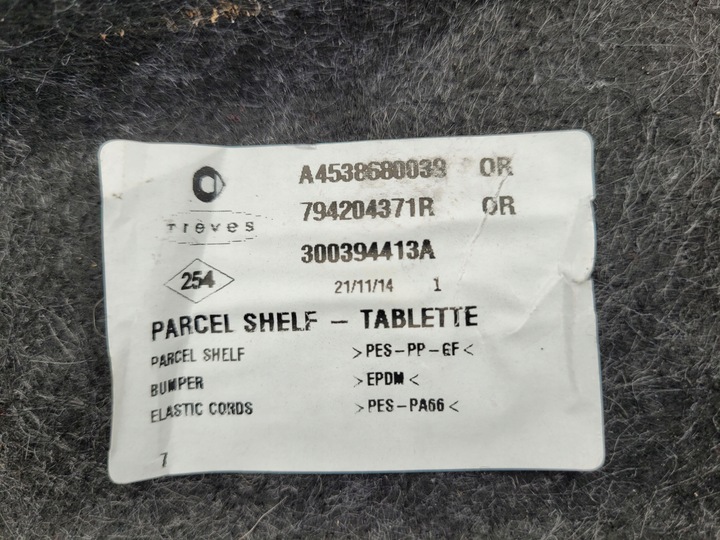 A4538680039 OR
Trèves
794204371R OR
300394413A
254
21/11/14 1
PARCEL SHELF - TABLETTE
PARCEL SHELF >PES-PP-GF<
BUMPER >EPDM<
ELASTIC CORDS >PES-PA66<
7